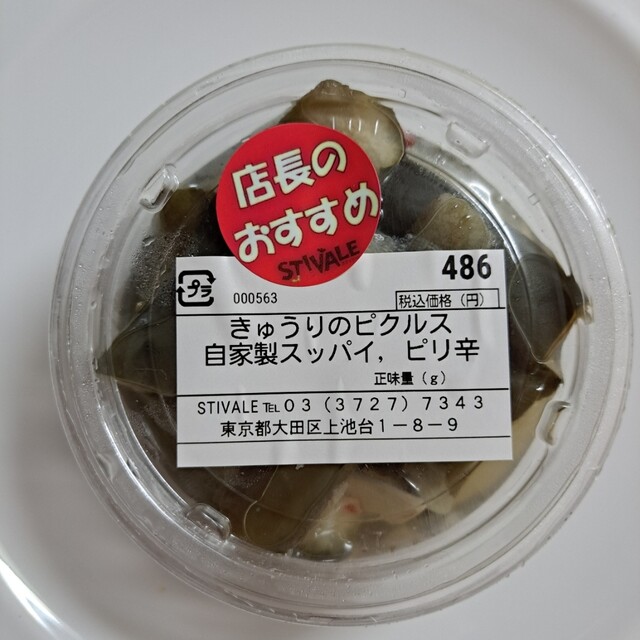 店長の
おすすめ
STIVALE
プラ
000563
486
税込価格（円）
きゅうりのピクルス
自家製スッパイ，ピリ辛
正味量（g）
STIVALE℡０３（３７２７）７３４３
東京都大田区上池台１－８－９